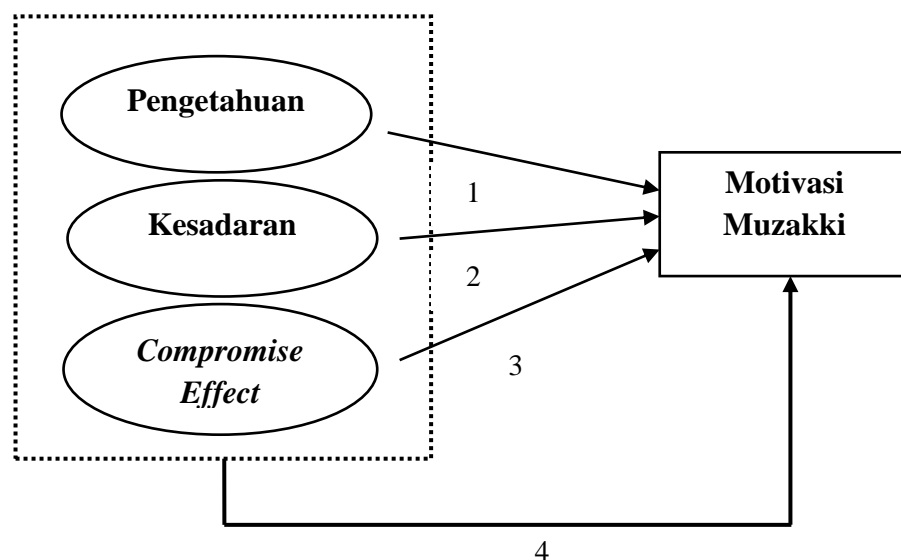 Pengetahuan
1
Motivasi
Muzakki
Kesadaran
2
Compromise
Effect
3
4